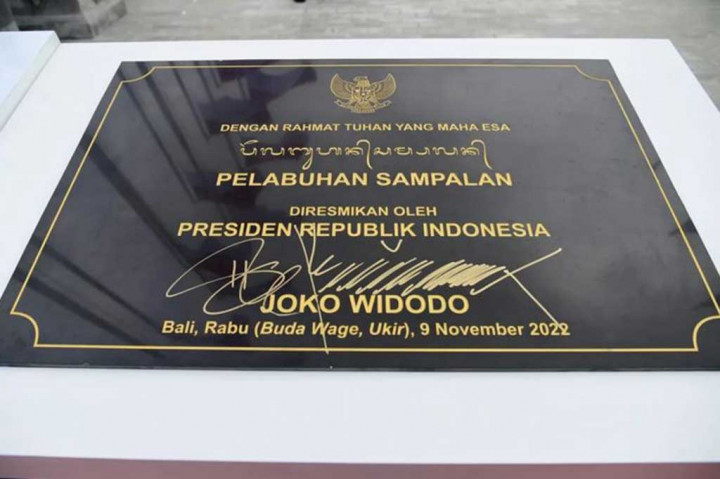 DENGAN RAHMAT TUHAN YANG MAHA ESA
PELABUHAN SAMPALAN
DIRESMIKAN OLEH
PRESIDEN REPUBLIK INDONESIA
JOKO WIDODO
Bali, Rabu (Buda Wage, Ukir), 9 November 2022